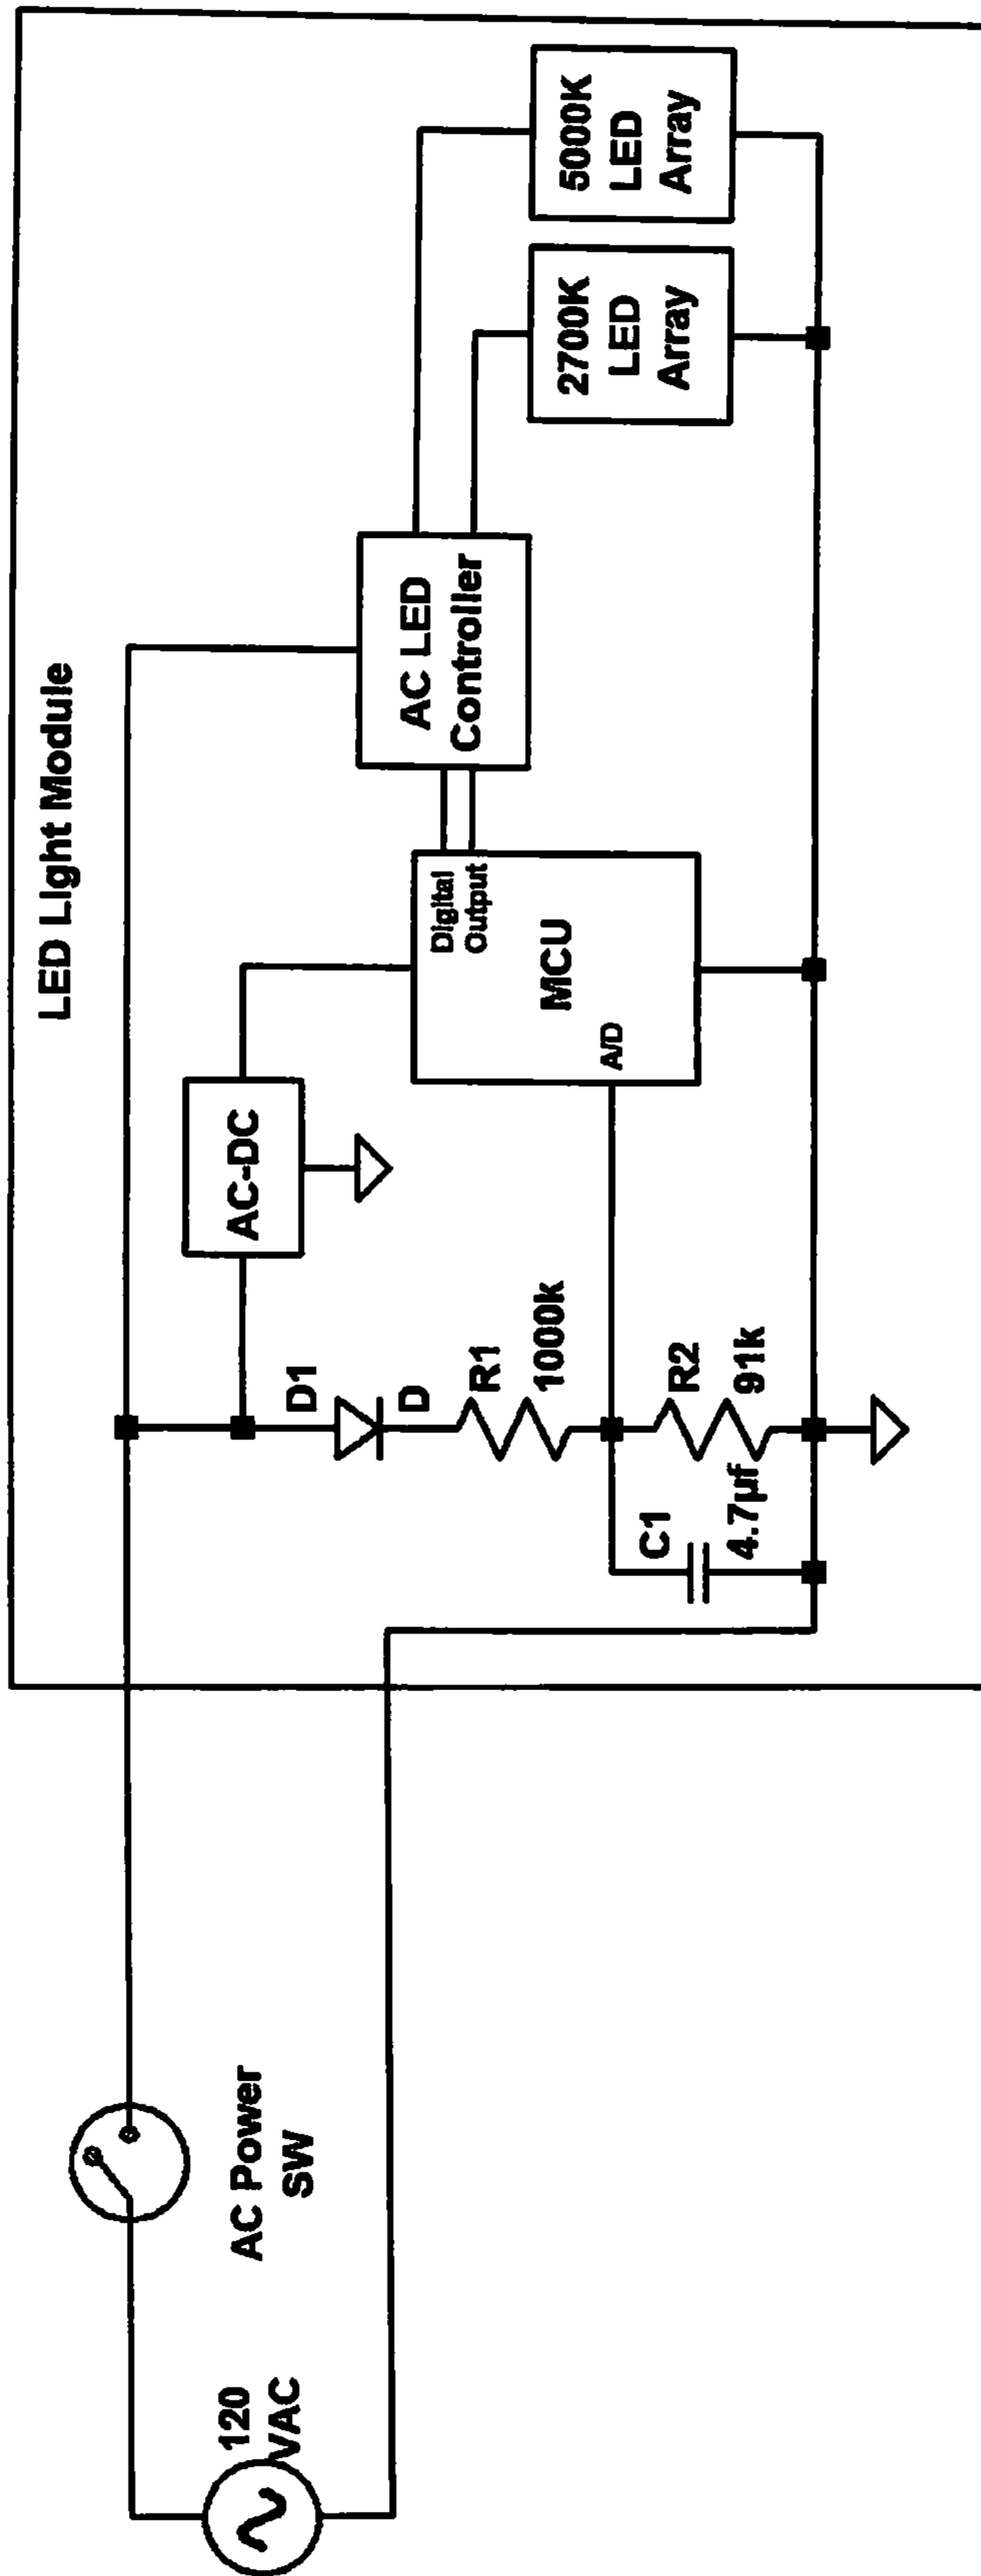 LED Light Module
120
VAC
AC Power
SW
AC-DC
D1
D
R1
1000k
R2
91k
C1
4.7µf
A/D
MCU
Digital
Output
AC LED
Controller
2700K
LED
Array
5000K
LED
Array